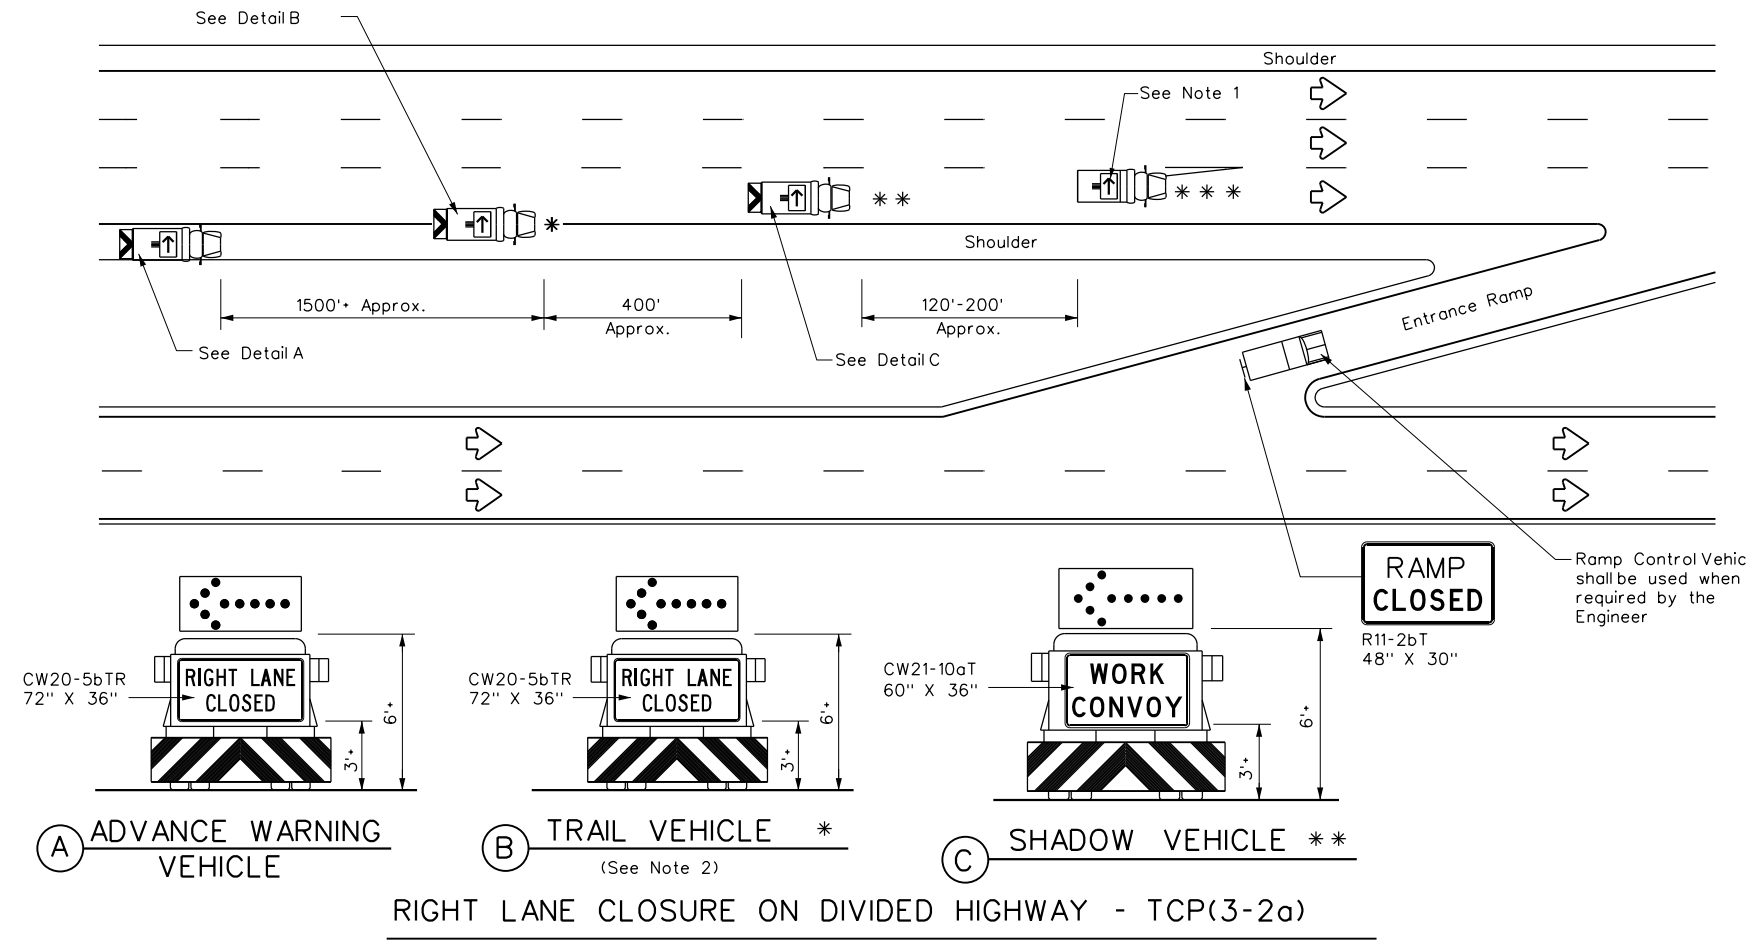 See Detail B
Shoulder
See Note 1
*
* *
* * *
Shoulder
1500'+ Approx.
400'
Approx.
120'-200'
Approx.
Entrance Ramp
See Detail A
See Detail C
RAMP
CLOSED
R11-2bT
48" X 30"
Ramp Control Vehic
shall be used when
required by the
Engineer
CW20-5bTR
72" X 36"
RIGHT LANE
CLOSED
3'+
6'+
CW20-5bTR
72" X 36"
RIGHT LANE
CLOSED
3'+
6'+
CW21-10aT
60" X 36"
WORK
CONVOY
3'+
6'+
A ADVANCE WARNING
VEHICLE
B TRAIL VEHICLE *
(See Note 2)
C SHADOW VEHICLE * *
RIGHT LANE CLOSURE ON DIVIDED HIGHWAY - TCP(3-2a)